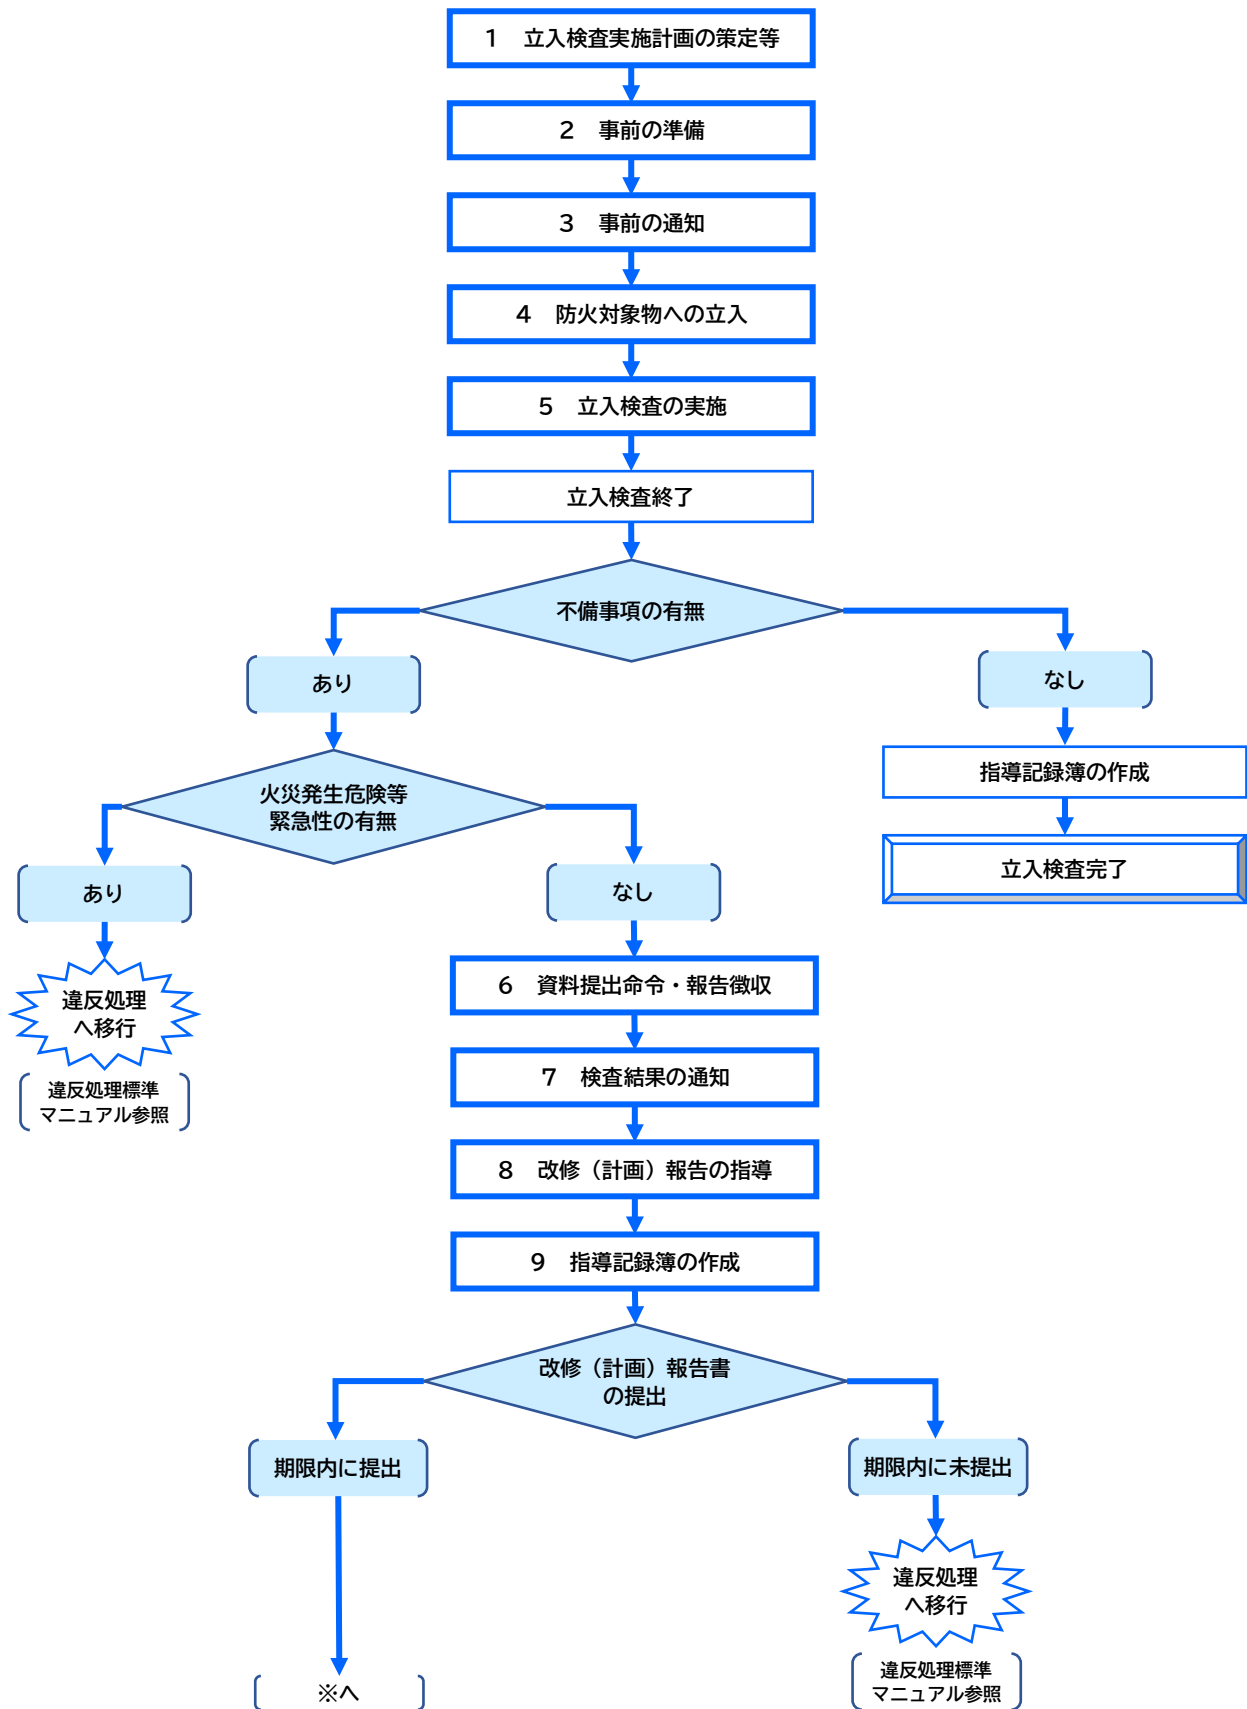 1　立入検査実施計画の策定等
2　事前の準備
3　事前の通知
4　防火対象物への立入
5　立入検査の実施
立入検査終了
不備事項の有無
あり
なし
指導記録簿の作成
立入検査完了
火災発生危険等
緊急性の有無
あり
なし
違反処理
へ移行
違反処理標準
マニュアル参照
6　資料提出命令・報告徴収
7　検査結果の通知
8　改修（計画）報告の指導
9　指導記録簿の作成
改修（計画）報告書
の提出
期限内に提出
期限内に未提出
違反処理
へ移行
違反処理標準
マニュアル参照
※へ